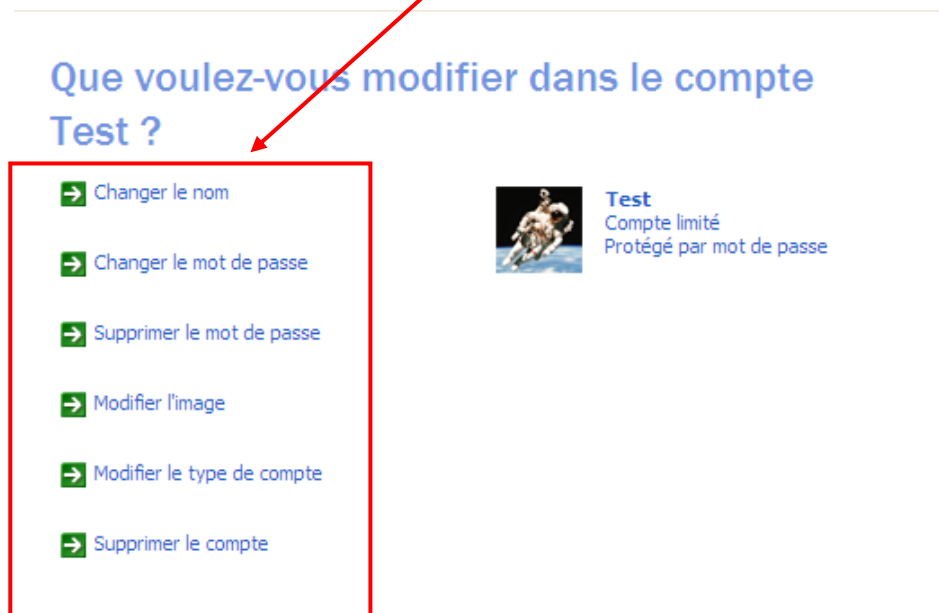 Que voulez-vous modifier dans le compte
Test ?
Changer le nom
Changer le mot de passe
Supprimer le mot de passe
Modifier l'image
Modifier le type de compte
Supprimer le compte
Test
Compte limité
Protégé par mot de passe